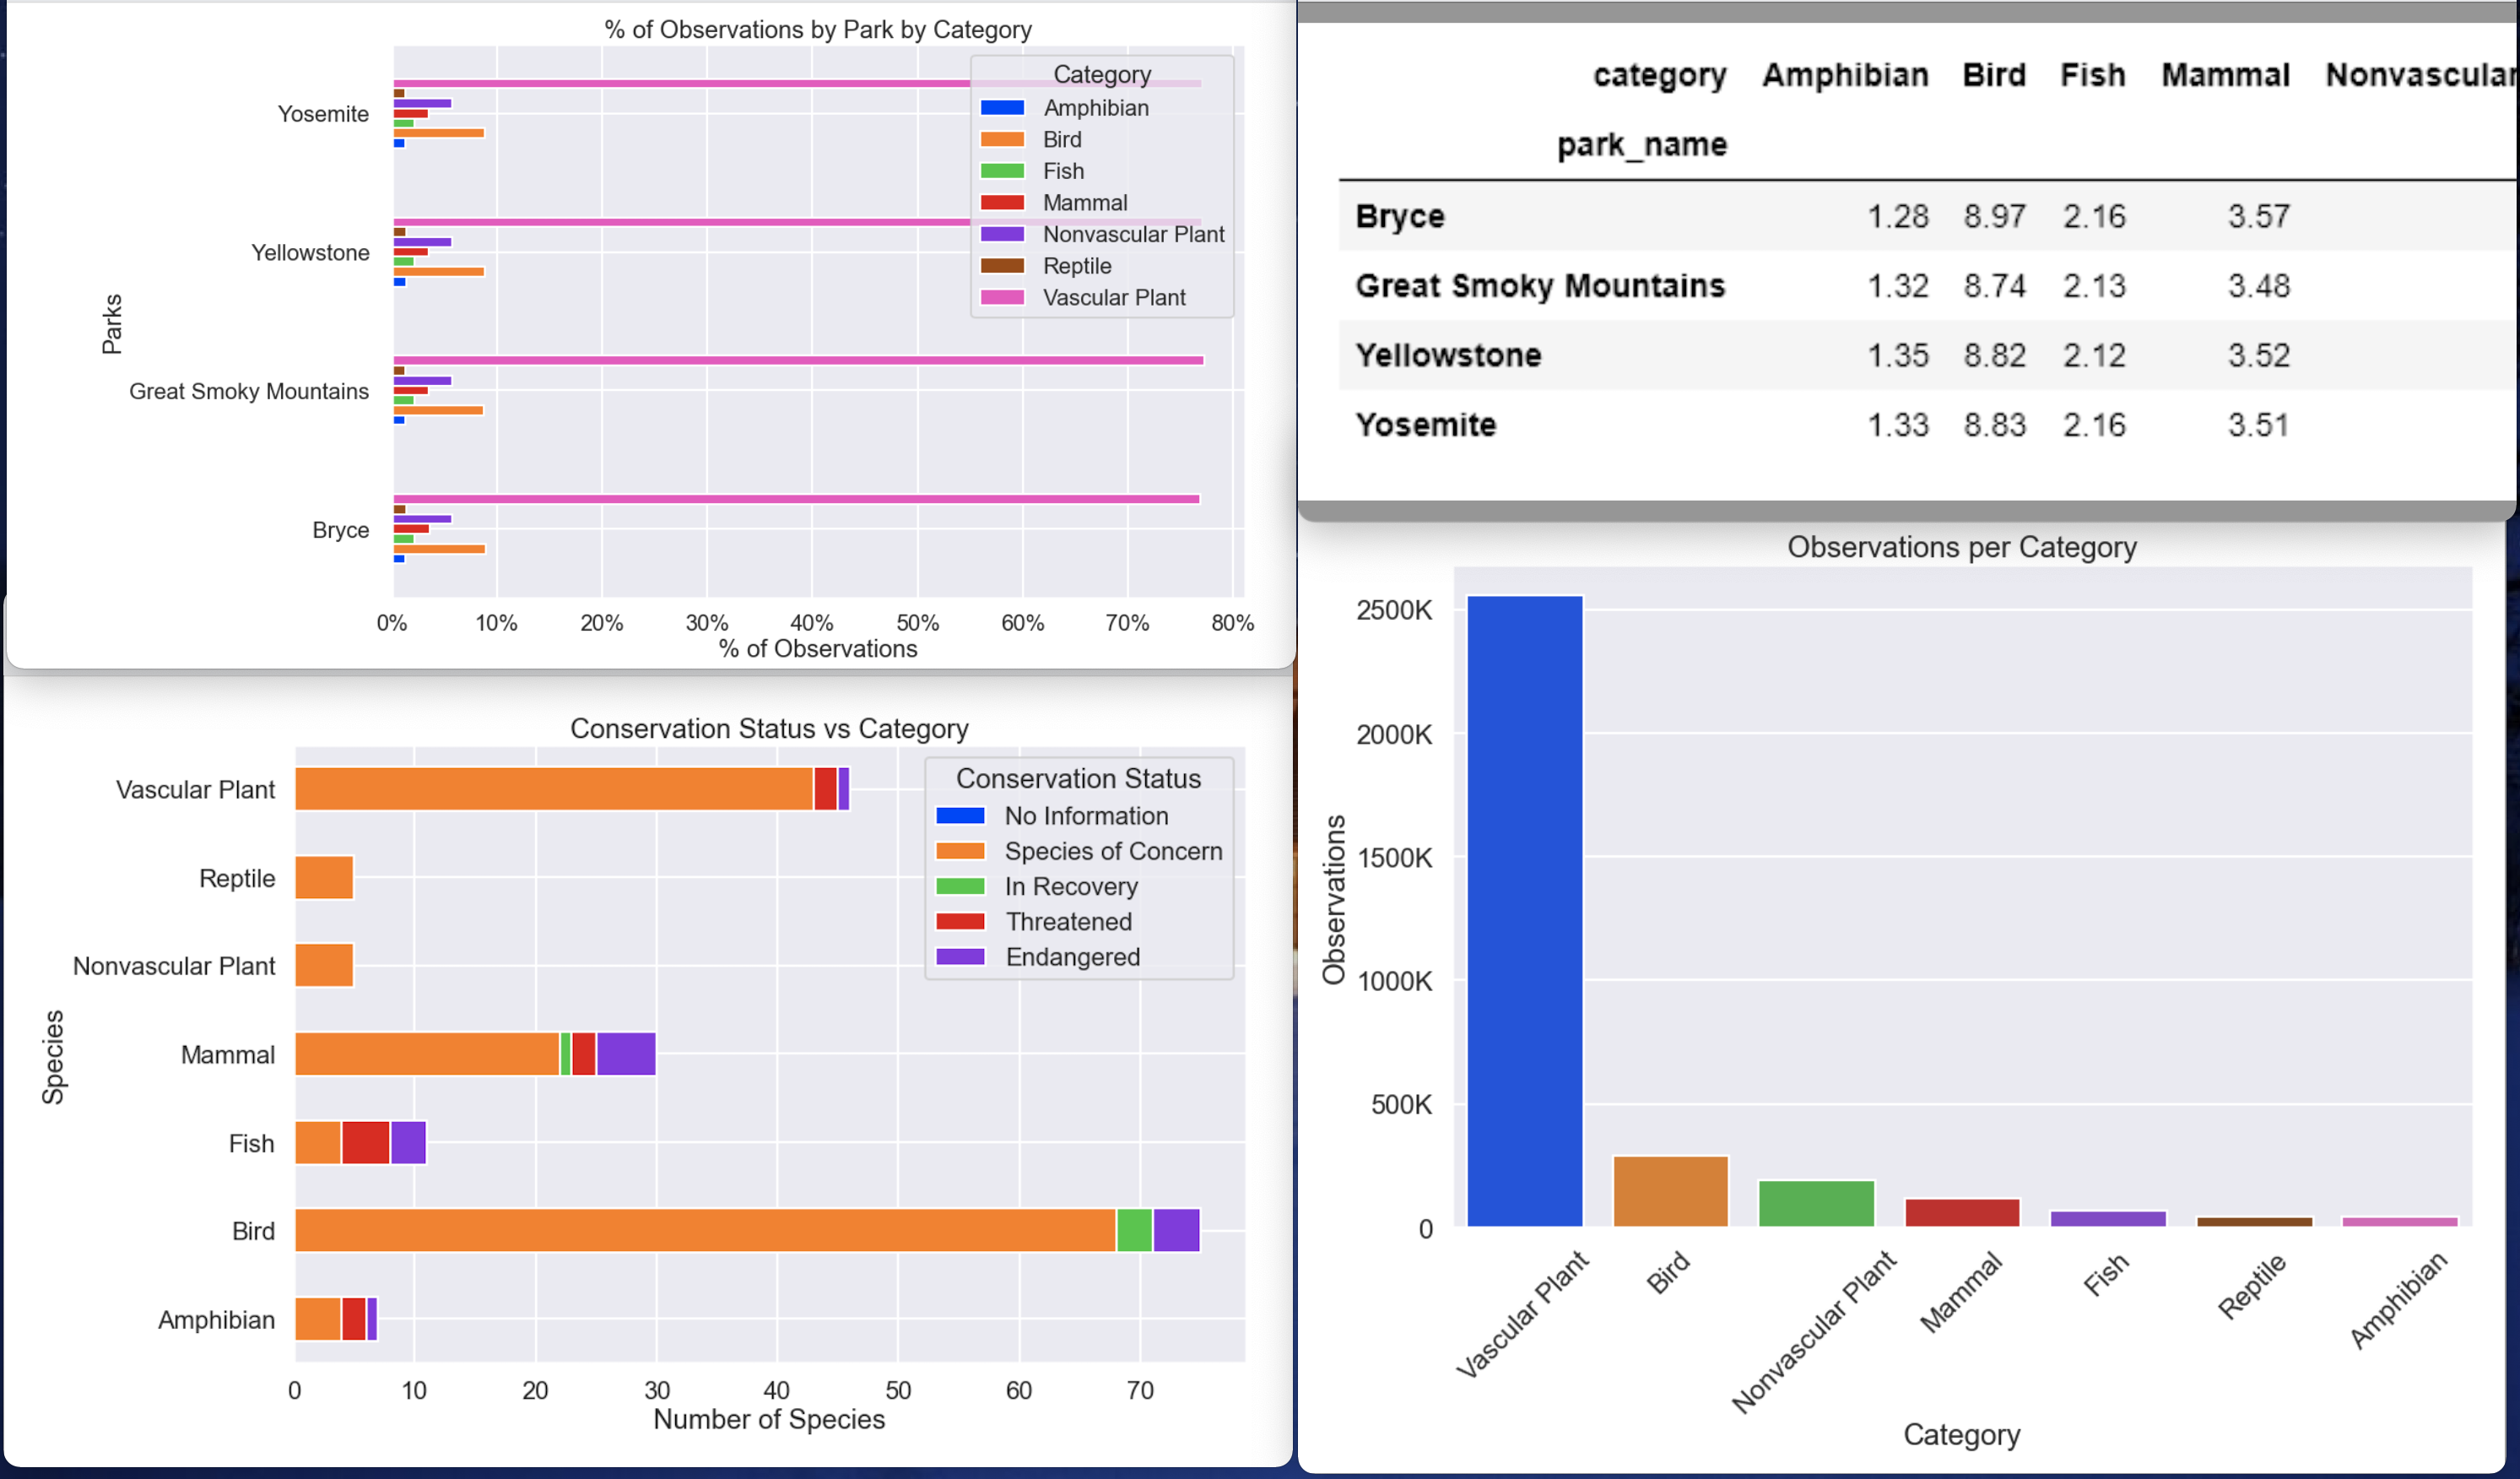 % of Observations by Park by Category
Category
Amphibian
Bird
Fish
Mammal
Nonvascular Plant
Reptile
Vascular Plant
Parks
Yosemite
Yellowstone
Great Smoky Mountains
Bryce
0% 10% 20% 30% 40% 50% 60% 70% 80%
% of Observations
category Amphibian Bird Fish Mammal Nonvascular
park_name
Bryce 1.28 8.97 2.16 3.57
Great Smoky Mountains 1.32 8.74 2.13 3.48
Yellowstone 1.35 8.82 2.12 3.52
Yosemite 1.33 8.83 2.16 3.51
Conservation Status vs Category
Conservation Status
No Information
Species of Concern
In Recovery
Threatened
Endangered
Species
Vascular Plant
Reptile
Nonvascular Plant
Mammal
Fish
Bird
Amphibian
0 10 20 30 40 50 60 70
Number of Species
Observations per Category
Observations
2500K
2000K
1500K
1000K
500K
0
Vascular Plant
Bird
Nonvascular Plant
Mammal
Fish
Reptile
Amphibian
Category